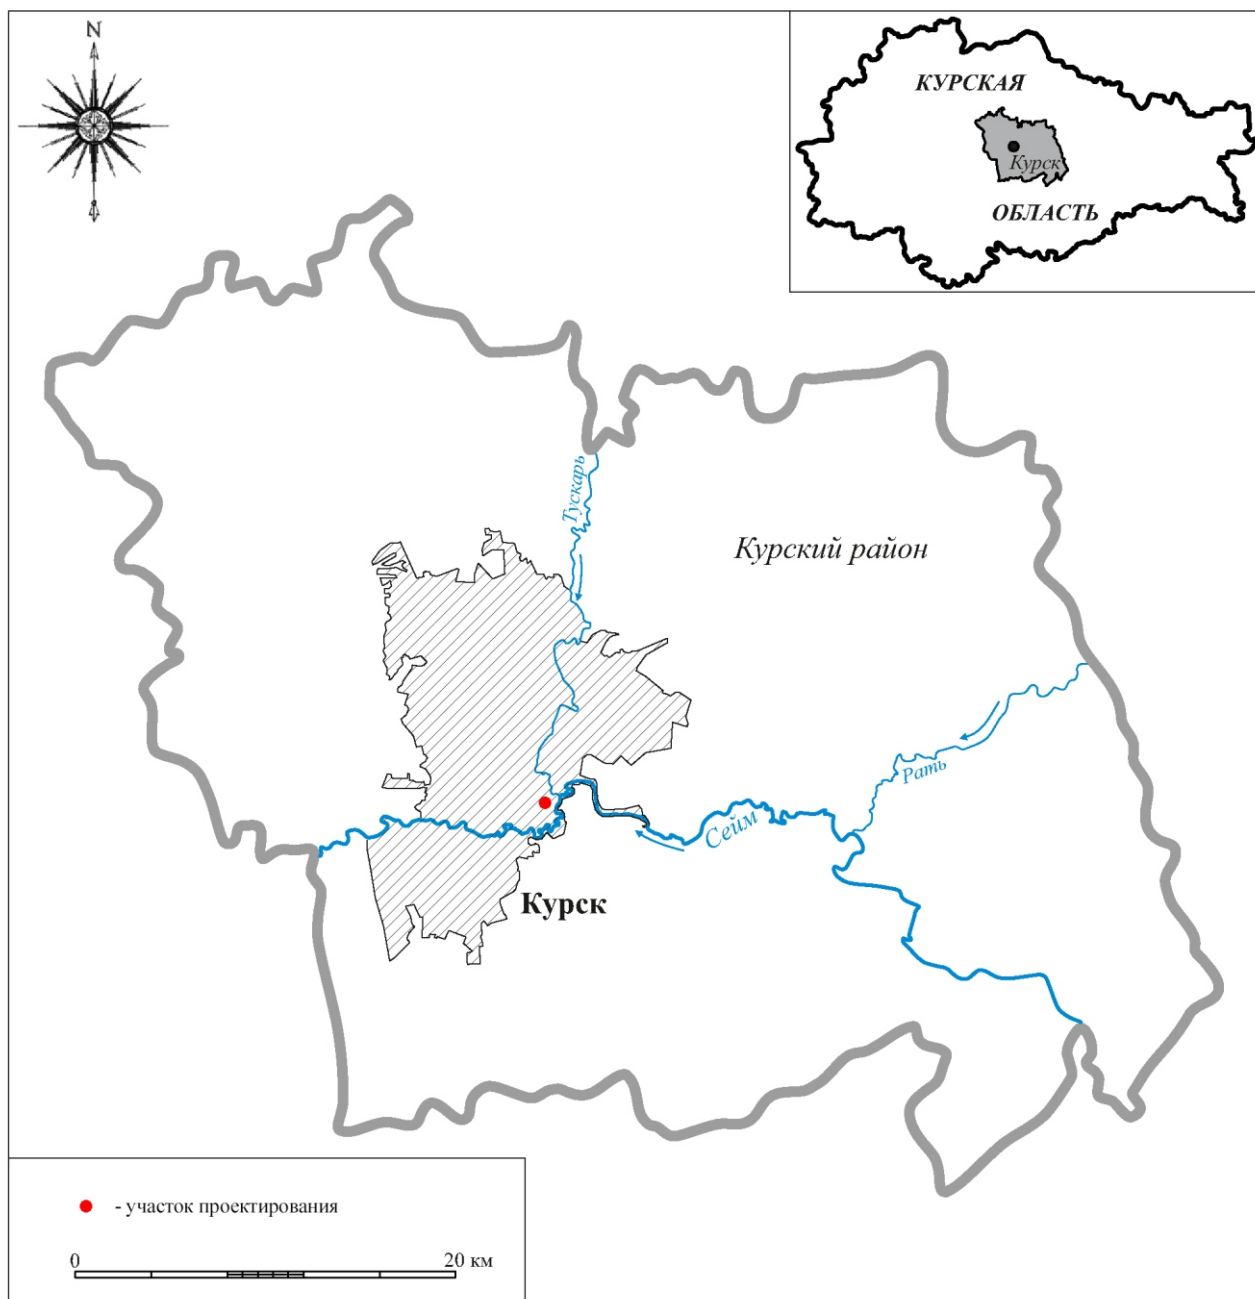 N
КУРСКАЯ
Курск
ОБЛАСТЬ
Тускарь
Курский район
Рать
Сейм
Курск
- участок проектирования
0 20 км